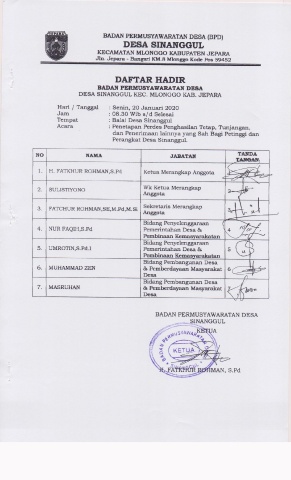 BADAN PERMUSYAWARATAN DESA (BPD)
DESA SINANGGUL
KECAMATAN MLONGGO KABUPATEN JEPARA
Jln. Jepara - Bangsri KM.8 Mlonggo Kode Pos 59452
DAFTAR HADIR
BADAN PERMUSYAWARATAN DESA
DESA SINANGGUL KEC. MLONGGO KAB. JEPARA
Hari / Tanggal : Senin, 20 Januari 2020
Jam : 08.30 Wib s/d Selesai
Tempat : Balai Desa Sinanggul
Acara : Penetapan Perdes Penghasilan Tetap, Tunjangan,
dan Penerimaan lainnya yang Sah Bagi Petinggi dan
Perangkat Desa Sinanggul.
NO NAMA JABATAN TANDA TANGAN
1. H. FATKHUR ROHMAN, S.Pd Ketua Merangkap
Anggota
2. SULISTIYONO Wk Ketua Merangkap
Anggota 2
3. FATCHUR ROHMAN, SE, M.Pd, M.Si Sekretaris Merangkap
Anggota 3
4. NUR FAQIH, S.Pd Bidang Penyelenggaraan
Pemerintahan Desa &
Pembinaan Kemasyarakatan 4
5. UMROTIN, S.Pd.I Bidang Penyelenggaraan
Pemerintahan Desa &
Pembinaan Kemasyarakatan 5
6. MUHAMMAD ZEN Bidang Pembangunan Desa
& Pemberdayaan Masyarakat
Desa 6
7. MASRUHAN Bidang Pembangunan Desa
& Pemberdayaan Masyarakat
Desa
BADAN PERMUSYAWARATAN DESA
SINANGGUL
KETUA
BADAN PERMUSYAWARATAN
KETUA
H. FATKHUR ROHMAN, S.Pd